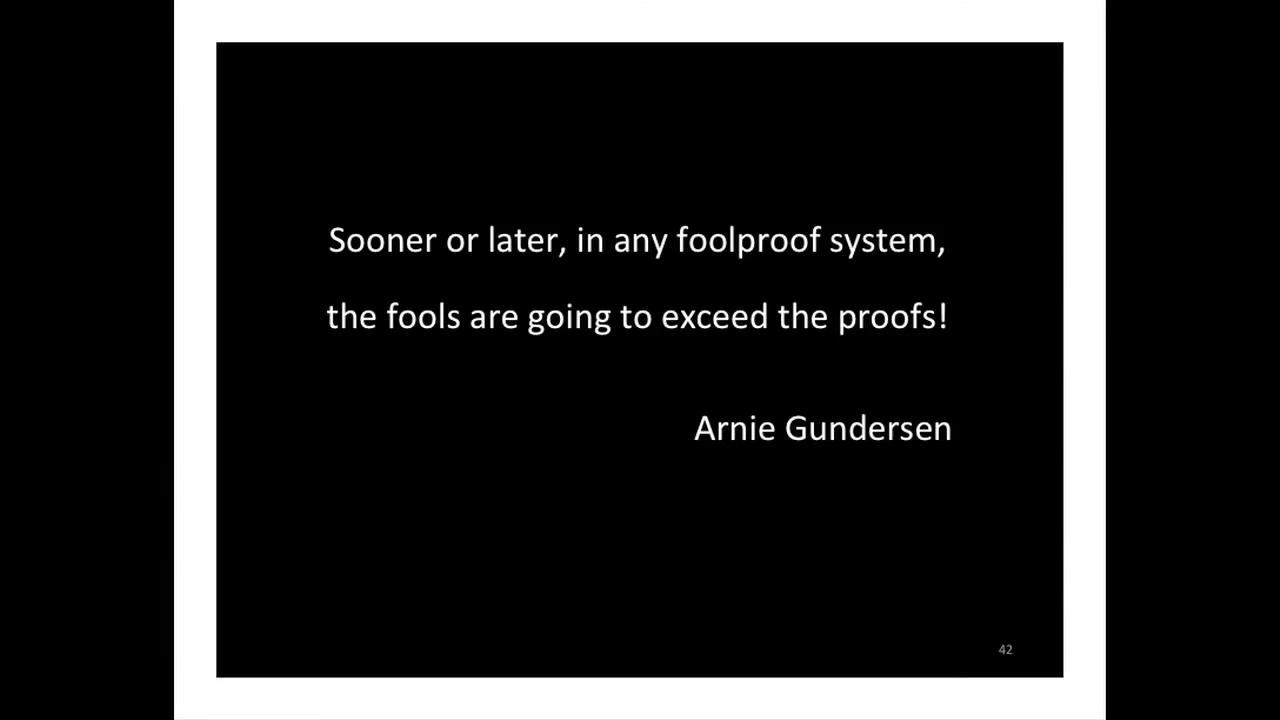 Sooner or later, in any foolproof system,
the fools are going to exceed the proofs!
Arnie Gundersen
42